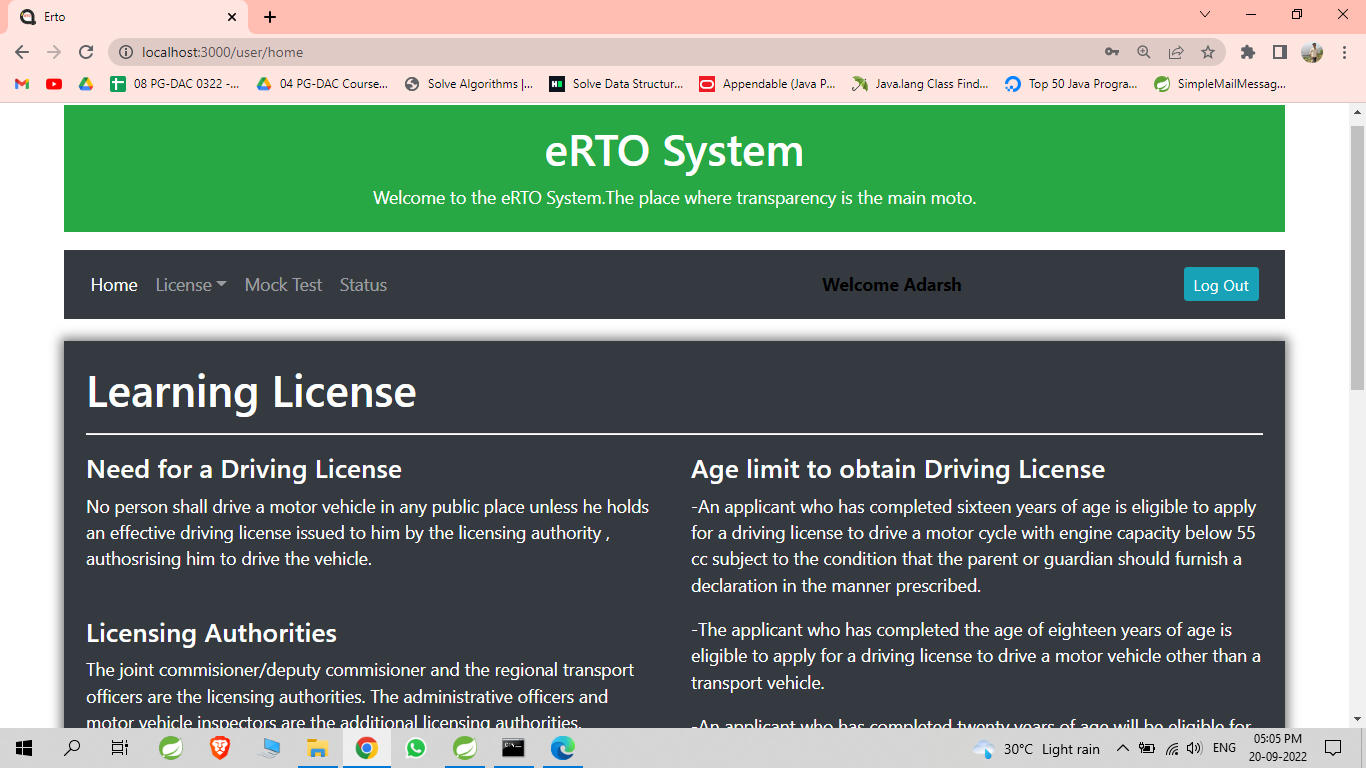 Erto
localhost:3000/user/home
08 PG-DAC 0322 -...
04 PG-DAC Course...
Solve Algorithms |...
Solve Data Structur...
Appendable (Java P...
Java.lang Class Find...
Top 50 Java Progra...
SimpleMailMessag...
eRTO System
Welcome to the eRTO System.The place where transparency is the main moto.
Home
License
Mock Test
Status
Welcome Adarsh
Log Out
Learning License
Need for a Driving License
No person shall drive a motor vehicle in any public place unless he holds
an effective driving license issued to him by the licensing authority ,
authosrising him to drive the vehicle.
Licensing Authorities
The joint commisioner/deputy commisioner and the regional transport
officers are the licensing authorities. The administrative officers and
motor vehicle inspectors are the additional licensing authorities.
Age limit to obtain Driving License
-An applicant who has completed sixteen years of age is eligible to apply
for a driving license to drive a motor cycle with engine capacity below 55
cc subject to the condition that the parent or guardian should furnish a
declaration in the manner prescribed.
-The applicant who has completed the age of eighteen years of age is
eligible to apply for a driving license to drive a motor vehicle other than a
transport vehicle.
-An applicant who has completed twenty years of age will be eligible for
30°C Light rain
ENG
05:05 PM
20-09-2022